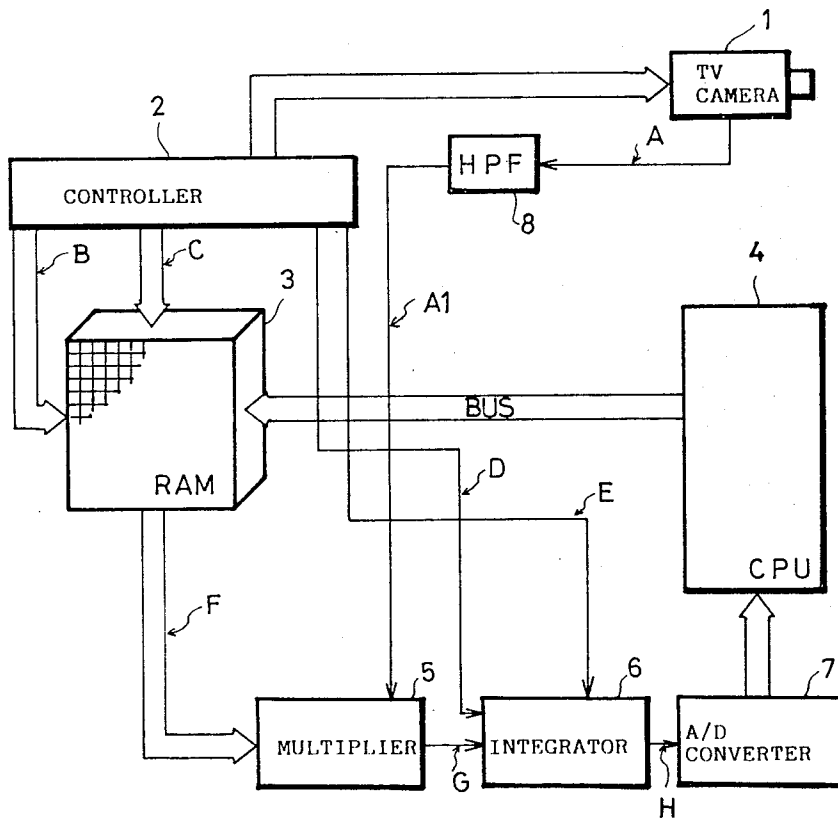 1
TV
CAMERA
2
A
HPF
8
CONTROLLER
B
C
3
A1
4
BUS
RAM
D
E
CPU
F
5
6
7
MULTIPLIER
G
INTEGRATOR
H
A/D
CONVERTER